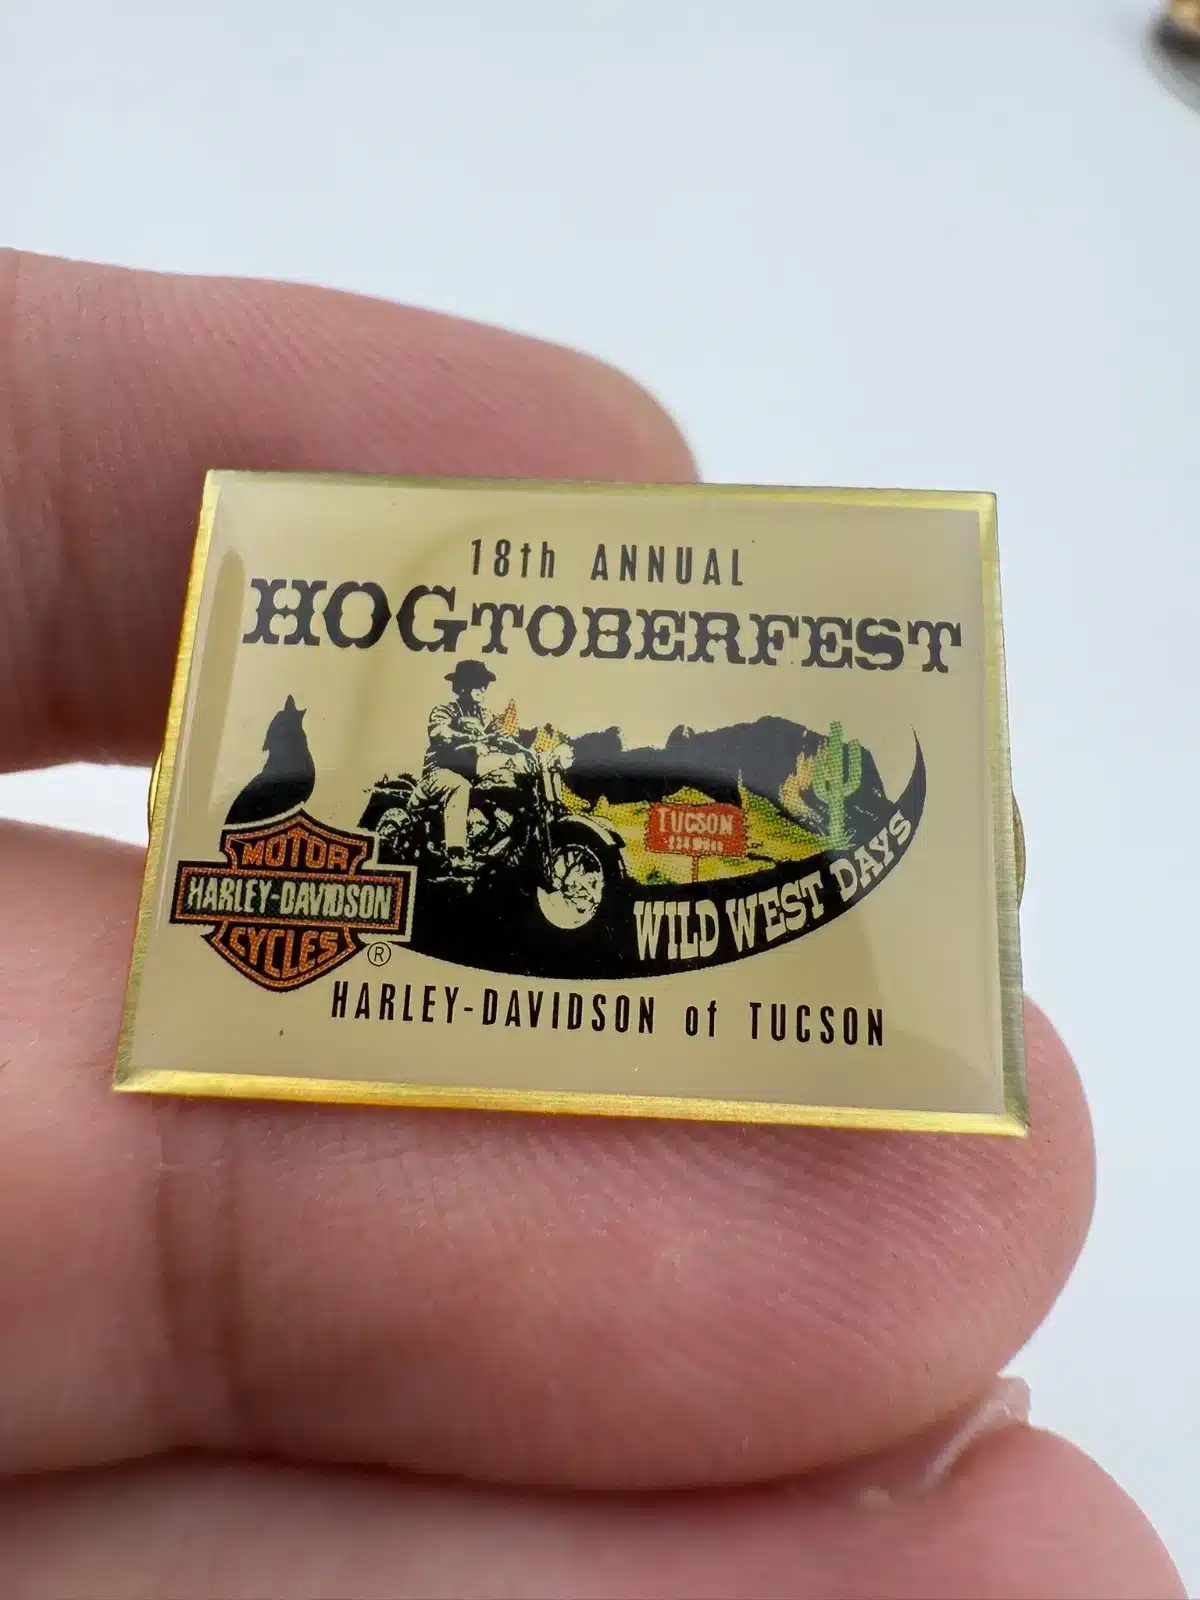 18th ANNUAL
HOGTOBERFEST
TUCSON
WILD WEST DAYS
MOTOR
HARLEY-DAVIDSON
CYCLES
®
HARLEY-DAVIDSON of TUCSON